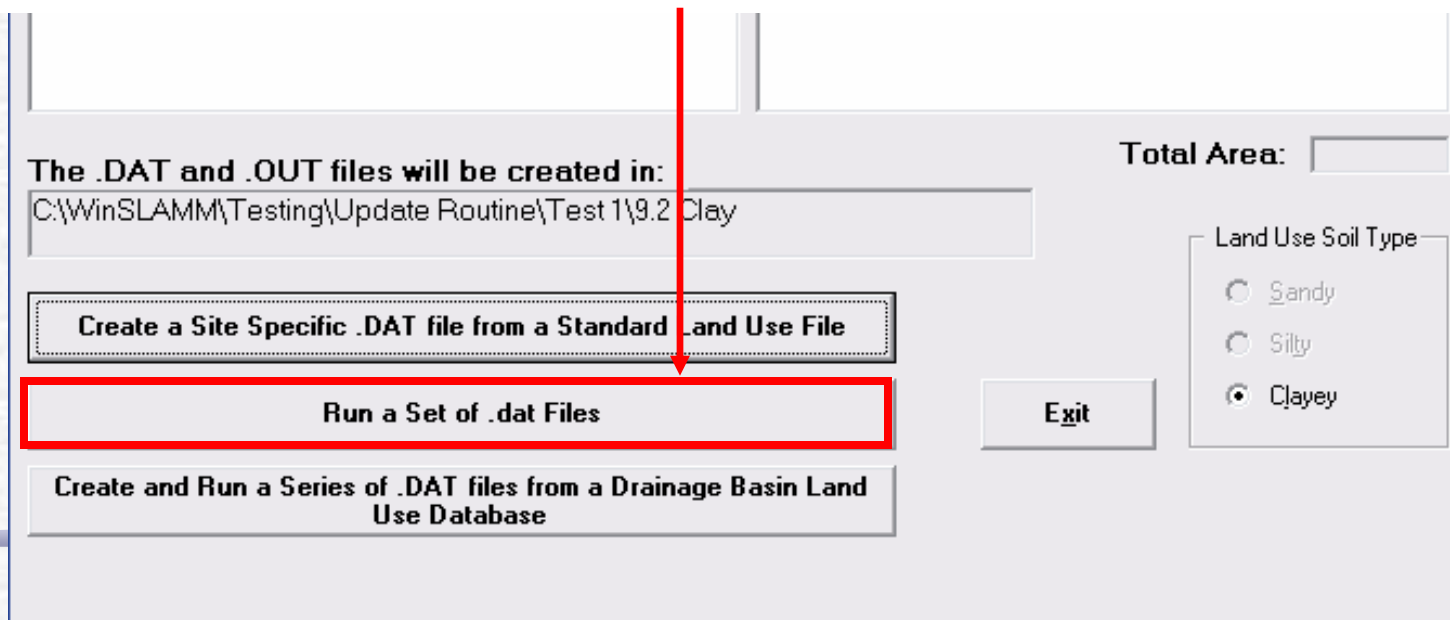 Total Area:
The .DAT and .OUT files will be created in:
C:\WinSLAMM\Testing\Update Routine\Test 1\9.2 Clay
Land Use Soil Type
Sandy
Silty
Clayey
Create a Site Specific .DAT file from a Standard Land Use File
Run a Set of .dat Files
Exit
Create and Run a Series of .DAT files from a Drainage Basin Land
Use Database